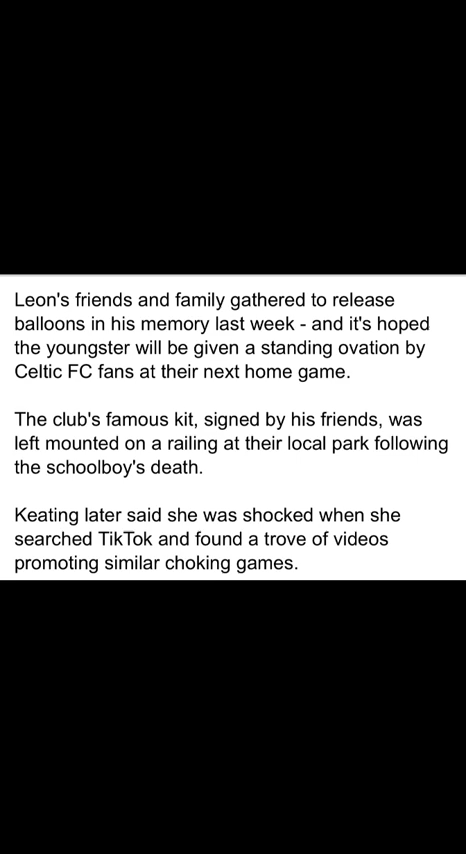 Leon's friends and family gathered to release
balloons in his memory last week - and it's hoped
the youngster will be given a standing ovation by
Celtic FC fans at their next home game.
The club's famous kit, signed by his friends, was
left mounted on a railing at their local park following
the schoolboy's death.
Keating later said she was shocked when she
searched TikTok and found a trove of videos
promoting similar choking games.